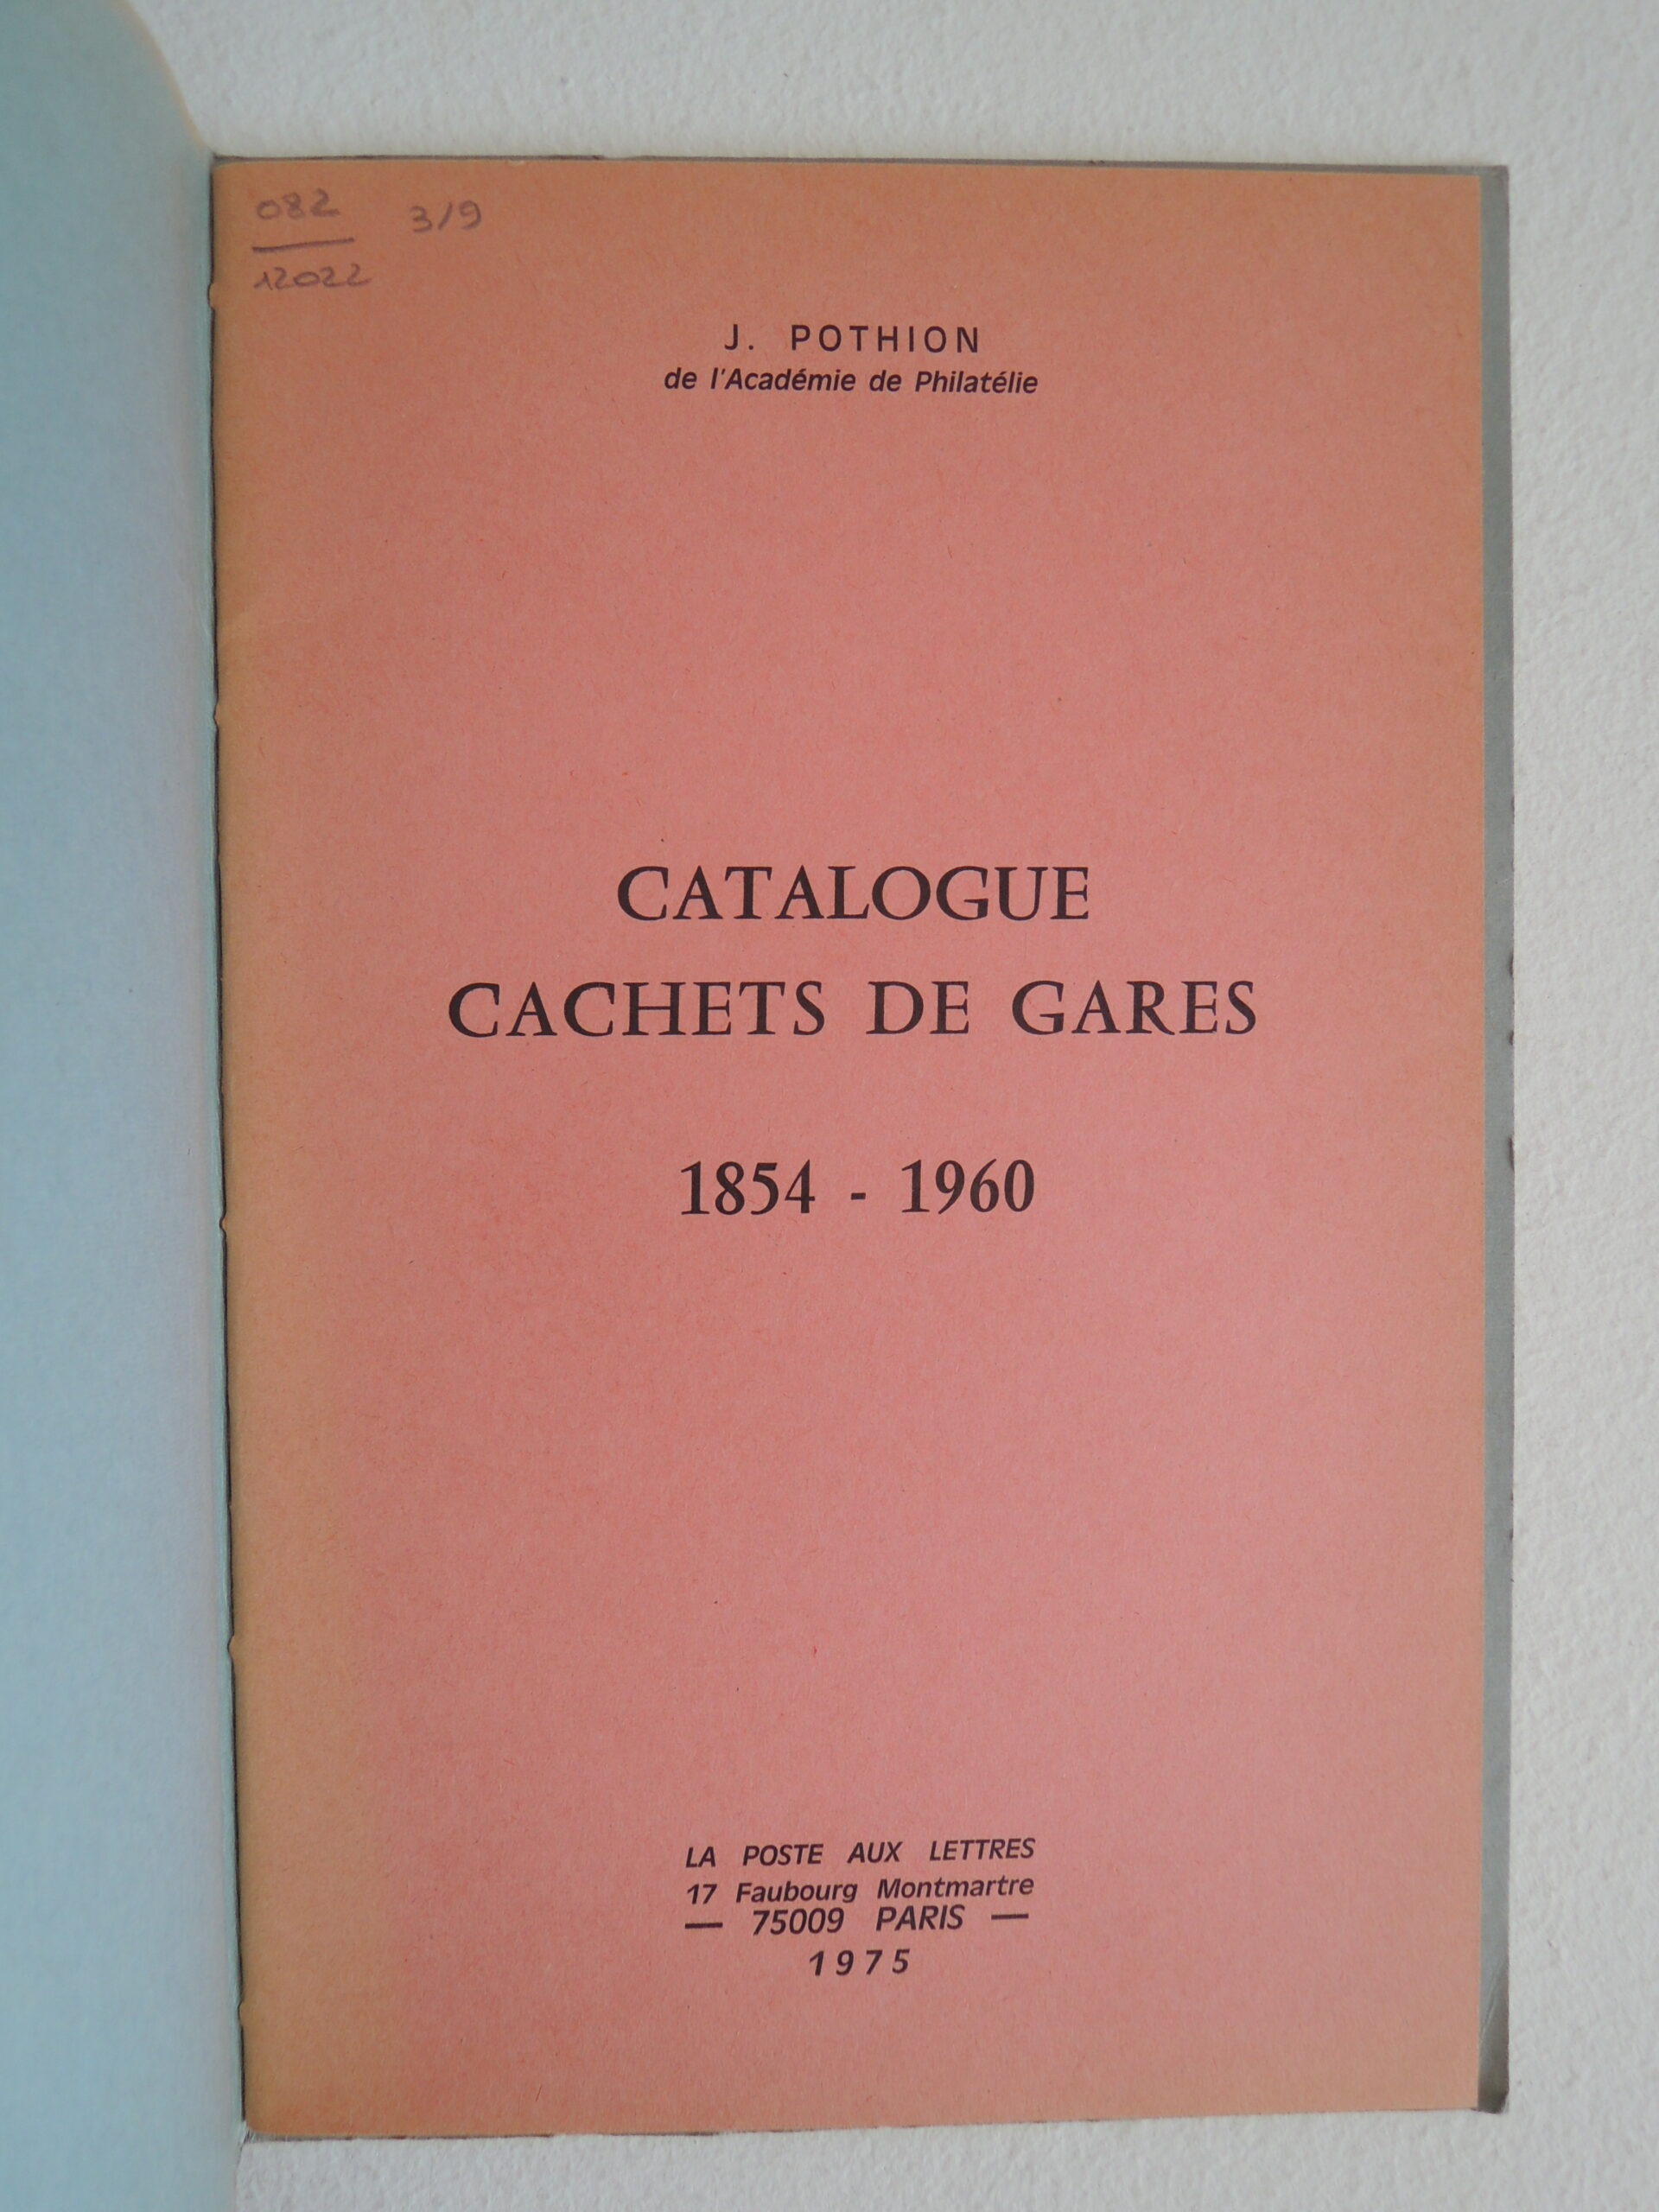 082 3/9
12022
J. POTHION
de l'Académie de Philatélie
CATALOGUE
CACHETS DE GARES
1854 - 1960
LA POSTE AUX LETTRES
17 Faubourg Montmartre
— 75009 PARIS —
1975